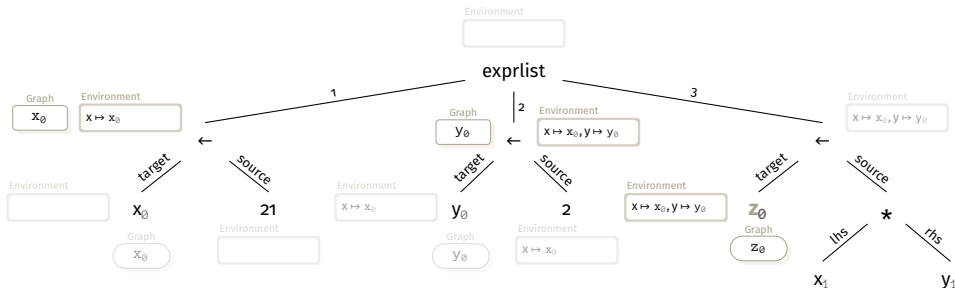 Environment
exprlist
1
2
3
Graph
x₀
Environment
x ↦ x₀
←
Graph
y₀
Environment
x ↦ x₀, y ↦ y₀
←
Environment
x ↦ x₀, y ↦ y₀
←
target
source
target
source
target
source
Environment
x₀
21
Environment
x ↦ x₀
y₀
2
Environment
x ↦ x₀, y ↦ y₀
z₀
*
Graph
x₀
Environment
Graph
y₀
Environment
x ↦ x₀
Graph
z₀
lhs
rhs
x₁
y₁